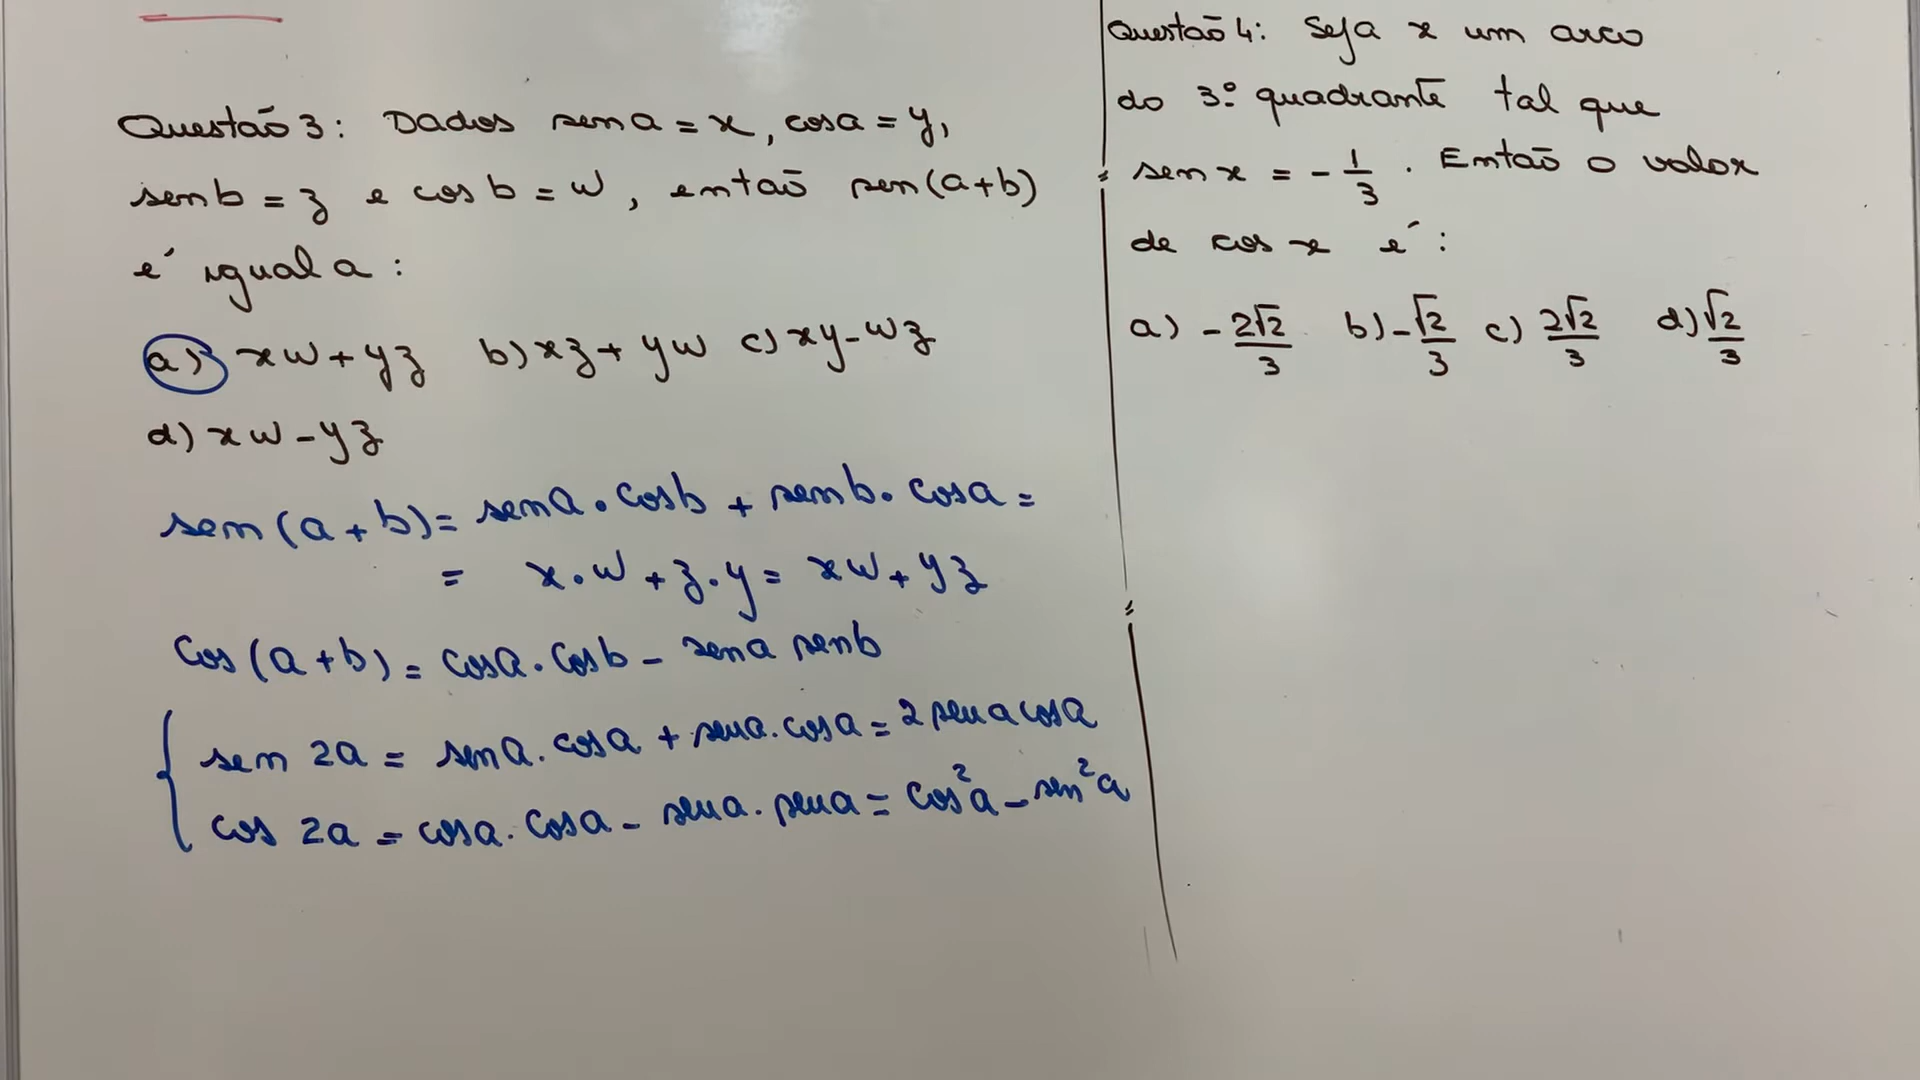 Questão 3: Dados sen a = x, cos a = y,
sen b = z e cos b = w, então sen(a+b)
é igual a:
a) xw + yz b) xz + yw c) xy - wz
d) xw - yz
sen(a + b) = sen a . cos b + sen b . cos a =
= x . w + z . y = xw + yz
cos(a + b) = cos a . cos b - sen a sen b
sen 2a = sen a . cos a + sen a . cos a = 2 sen a cos a
cos 2a = cos a . cos a - sen a . sen a = cos²a - sen²a
Questão 4: Seja x um arco
do 3º quadrante tal que
sen x = - 1/3 . Então o valor
de cos x é:
a) - 2√2/3 b) - √2/3 c) 2√2/3 d) √2/3